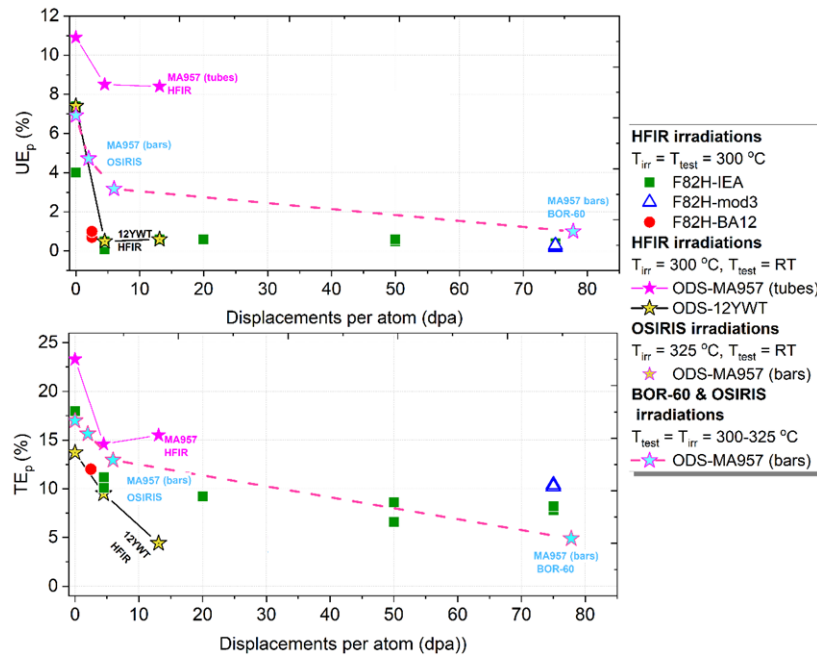 12
10
8
6
4
2
0
UEp (%)
MA957 (tubes)
HFIR
MA957 (bars)
OSIRIS
12YWT
HFIR
MA957 bars)
BOR-60
0 10 20 30 40 50 60 70 80
Displacements per atom (dpa)
25
20
15
10
5
0
TEp (%)
MA957
HFIR
MA957 (bars)
OSIRIS
12YWT
HFIR
MA957 (bars)
BOR-60
0 10 20 30 40 50 60 70 80
Displacements per atom (dpa))
HFIR irradiations
Tirr = Ttest = 300 °C
F82H-IEA
F82H-mod3
F82H-BA12
HFIR irradiations
Tirr = 300 °C, Ttest = RT
ODS-MA957 (tubes)
ODS-12YWT
OSIRIS irradiations
Tirr = 325 °C, Ttest = RT
ODS-MA957 (bars)
BOR-60 & OSIRIS
irradiations
Ttest = Tirr = 300-325 °C
ODS-MA957 (bars)